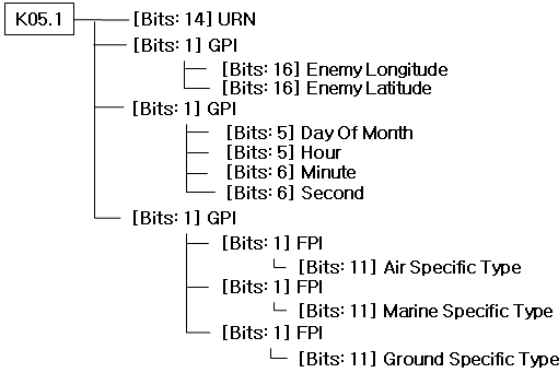 K05.1
[Bits: 14] URN
[Bits: 1] GPI
[Bits: 16] Enemy Longitude
[Bits: 16] Enemy Latitude
[Bits: 1] GPI
[Bits: 5] Day Of Month
[Bits: 5] Hour
[Bits: 6] Minute
[Bits: 6] Second
[Bits: 1] GPI
[Bits: 1] FPI
[Bits: 11] Air Specific Type
[Bits: 1] FPI
[Bits: 11] Marine Specific Type
[Bits: 1] FPI
[Bits: 11] Ground Specific Type